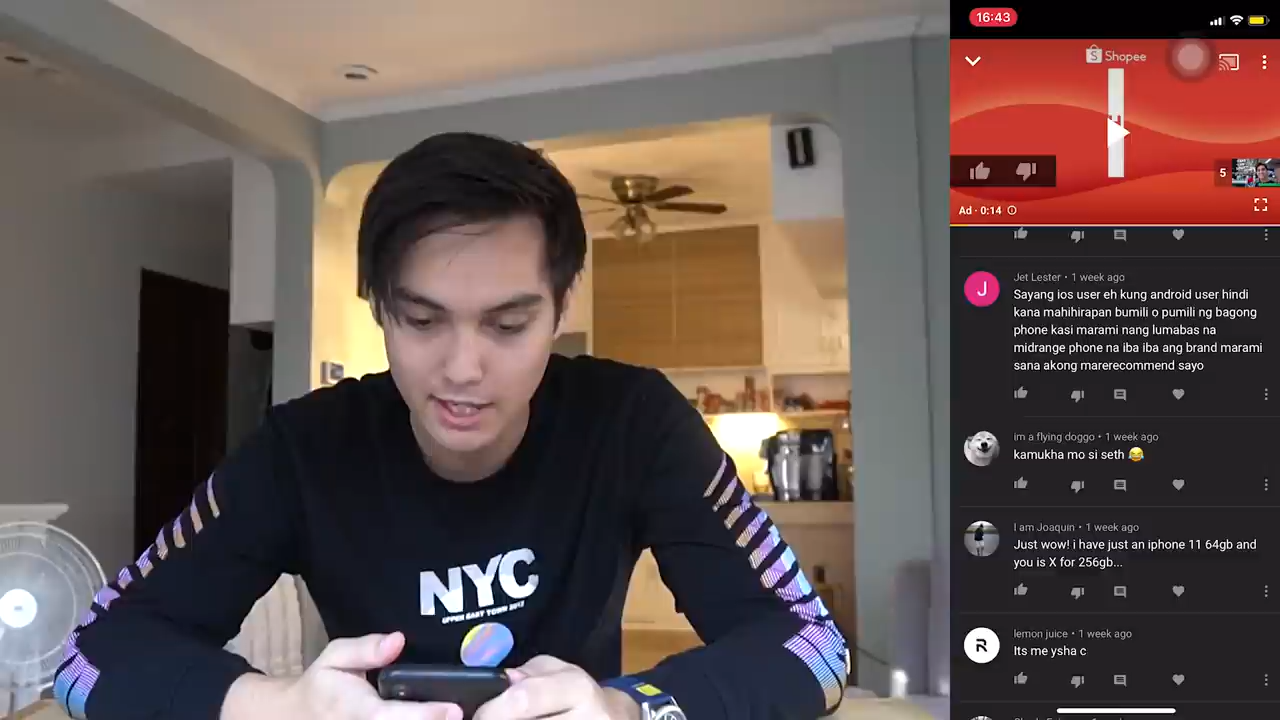 16:43
Shopee
5
Ad · 0:14
Jet Lester • 1 week ago
Sayang ios user eh kung android user hindi
kana mahihirapan bumili o pumili ng bagong
phone kasi marami nang lumabas na
midrange phone na iba iba ang brand marami
sana akong marerecommend sayo
im a flying doggo • 1 week ago
kamukha mo si seth 😂
I am Joaquin • 1 week ago
Just wow! i have just an iphone 11 64gb and
you is X for 256gb...
lemon juice • 1 week ago
Its me ysha c
J
R
NYC
UPPER EAST TOWN 2017